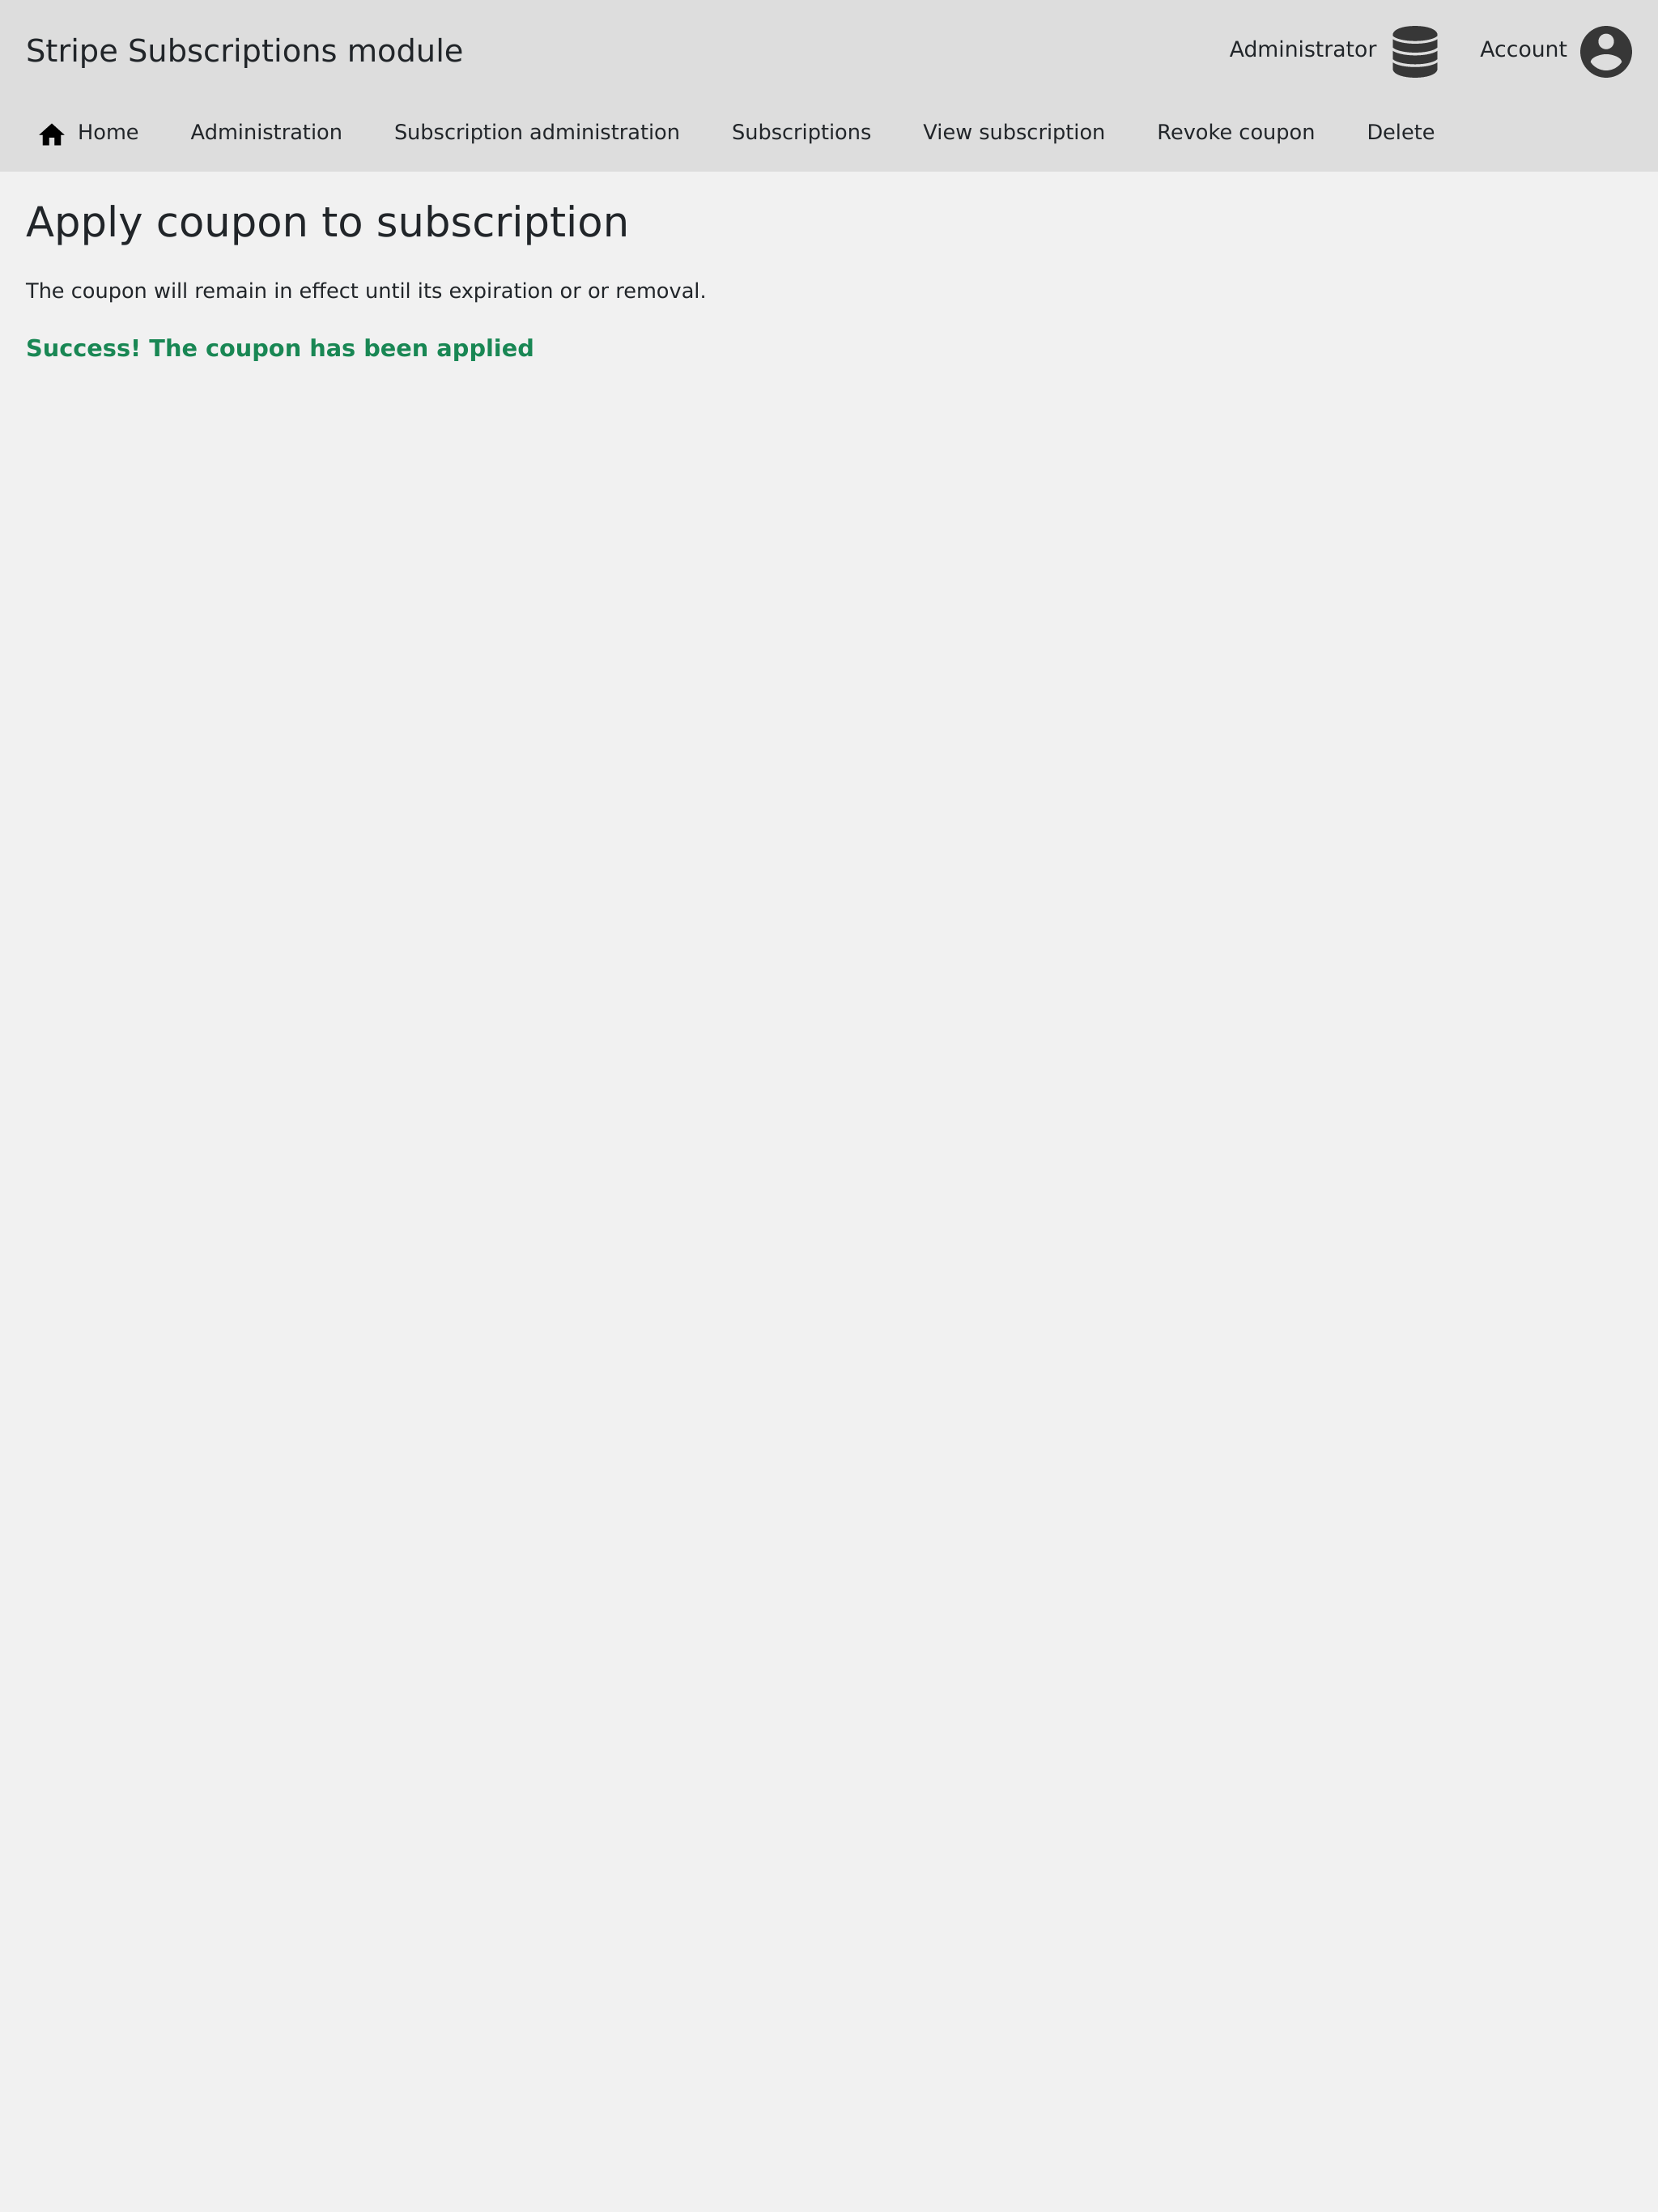 Stripe Subscriptions module
Administrator
Account
Home
Administration
Subscription administration
Subscriptions
View subscription
Revoke coupon
Delete
Apply coupon to subscription
The coupon will remain in effect until its expiration or or removal.
Success! The coupon has been applied